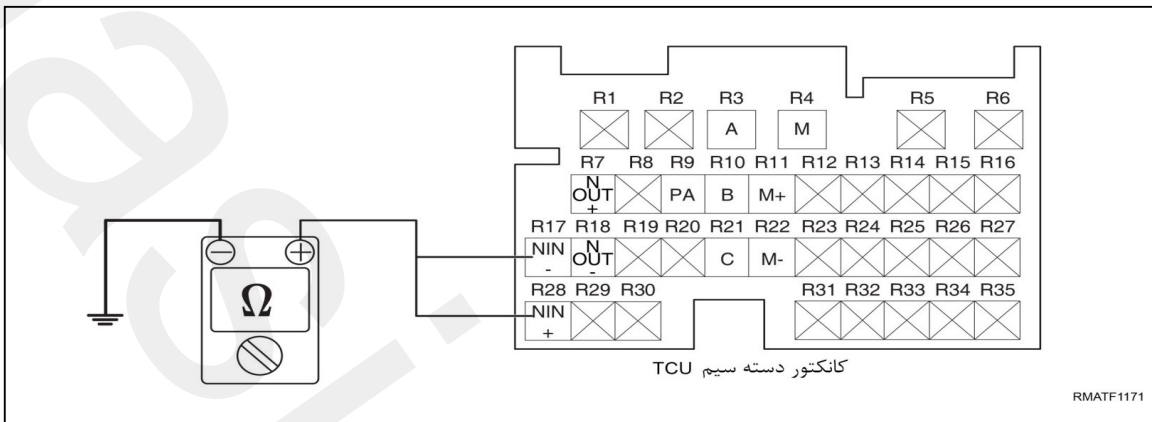 R1 R2 R3 R4 R5 R6
A M
R7 R8 R9 R10 R11 R12 R13 R14 R15 R16
N OUT + PA B M+
R17 R18 R19 R20 R21 R22 R23 R24 R25 R26 R27
NIN - N OUT - C M-
R28 R29 R30 R31 R32 R33 R34 R35
NIN +
− +
Ω
کانکتور دسته سیم TCU
RMATF1171